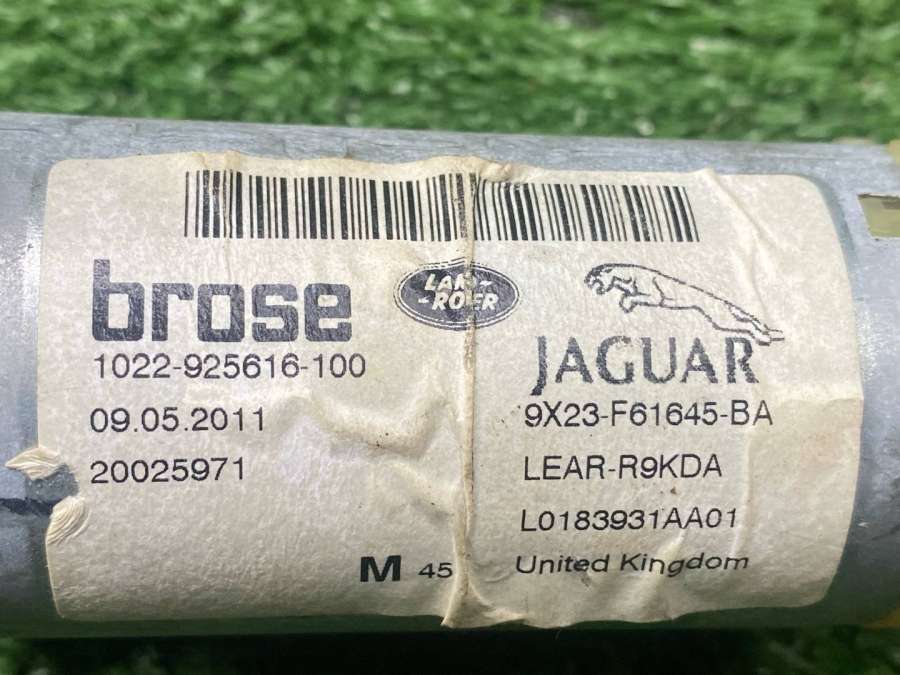 brose
LAND-
-ROVER
JAGUAR
1022-925616-100
9X23-F61645-BA
09.05.2011
LEAR-R9KDA
20025971
L0183931AA01
M 45
United Kingdom